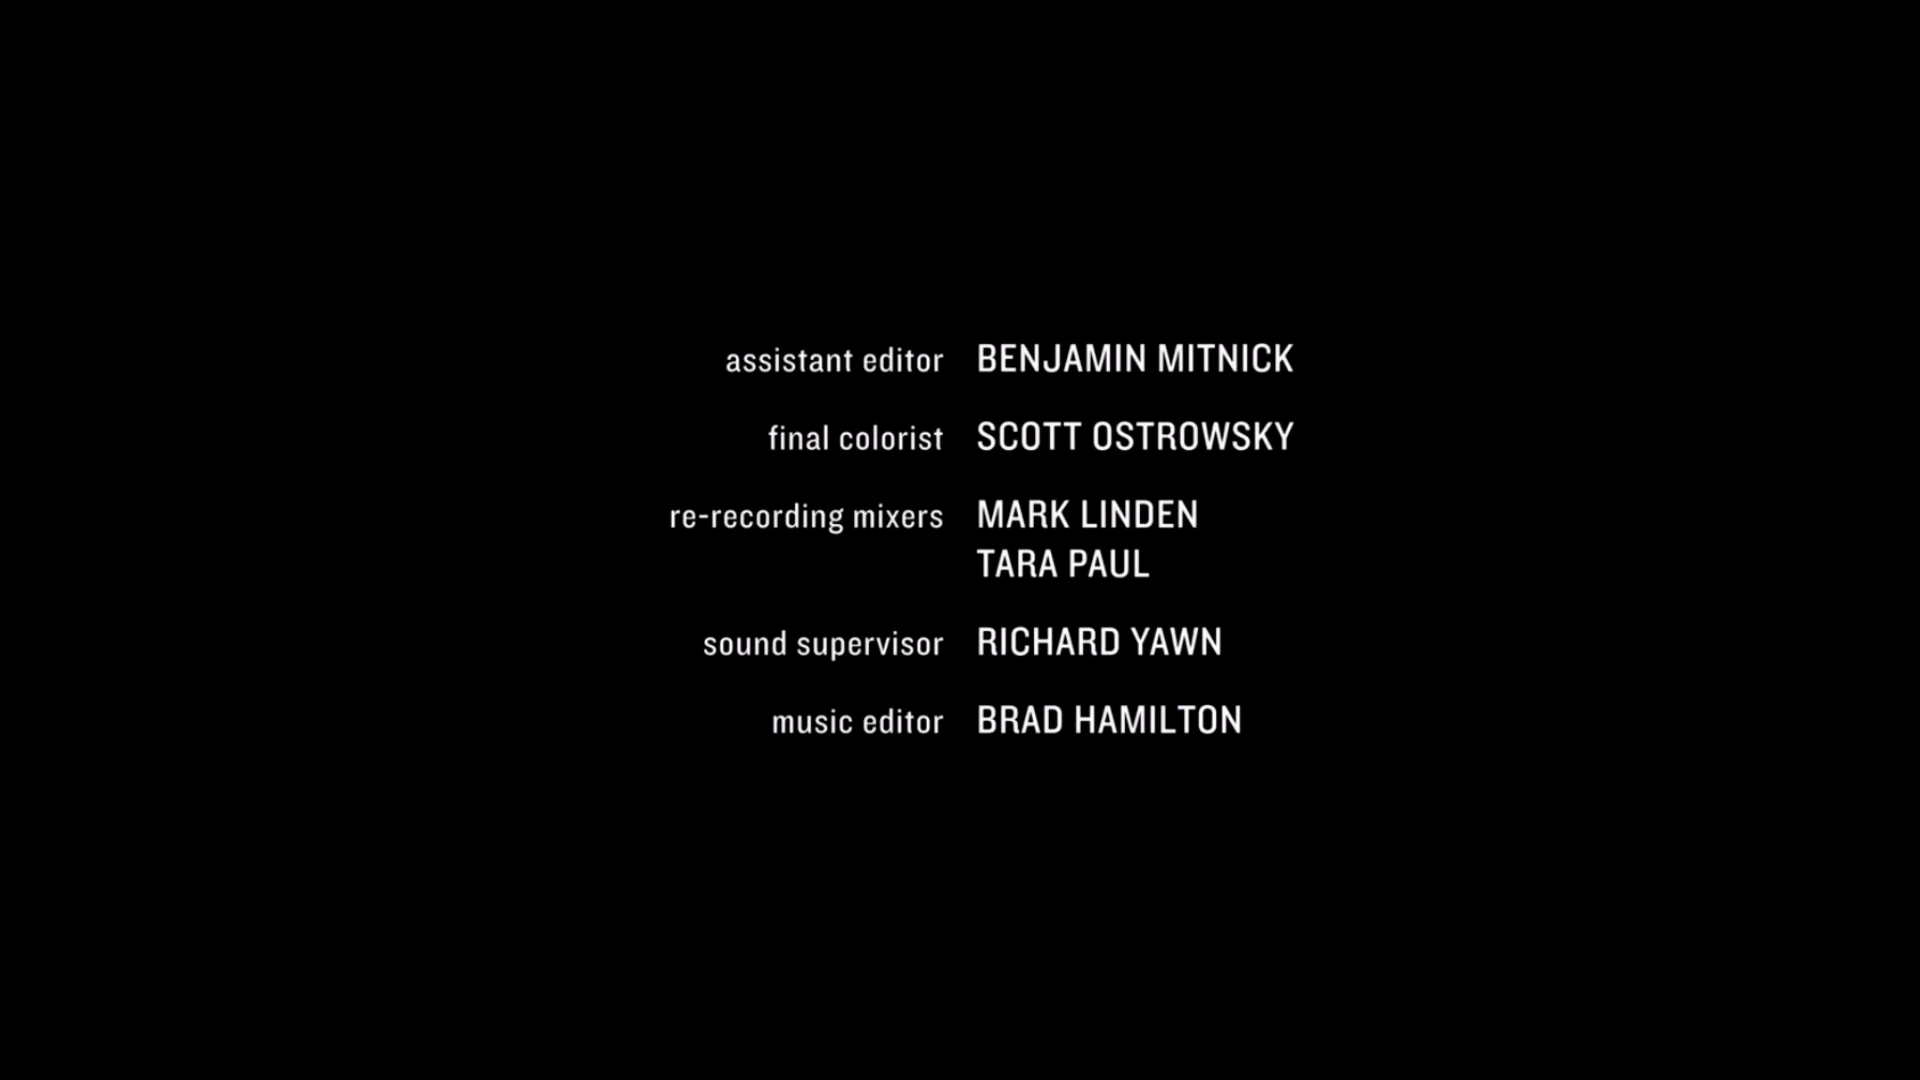 assistant editor BENJAMIN MITNICK
final colorist SCOTT OSTROWSKY
re-recording mixers MARK LINDEN
TARA PAUL
sound supervisor RICHARD YAWN
music editor BRAD HAMILTON